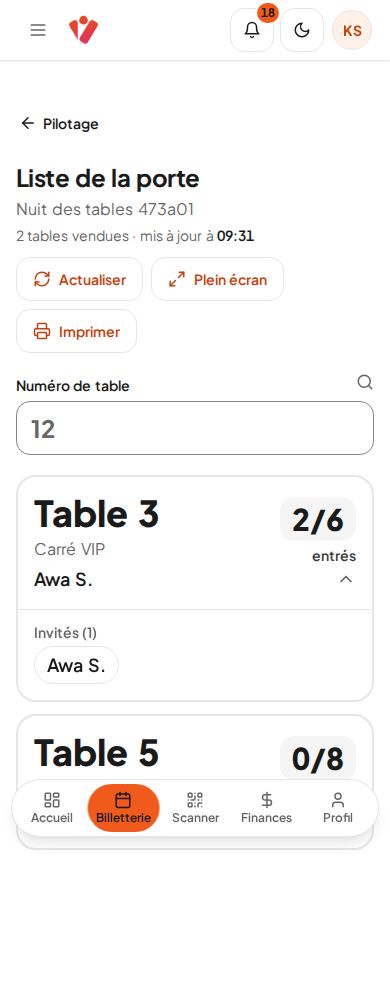 18
KS
Pilotage
Liste de la porte
Nuit des tables 473a01
2 tables vendues · mis à jour à 09:31
Actualiser
Plein écran
Imprimer
Numéro de table
12
Table 3
2/6
Carré VIP
entrés
Awa S.
Invités (1)
Awa S.
Table 5
0/8
Accueil
Billetterie
Scanner
Finances
Profil